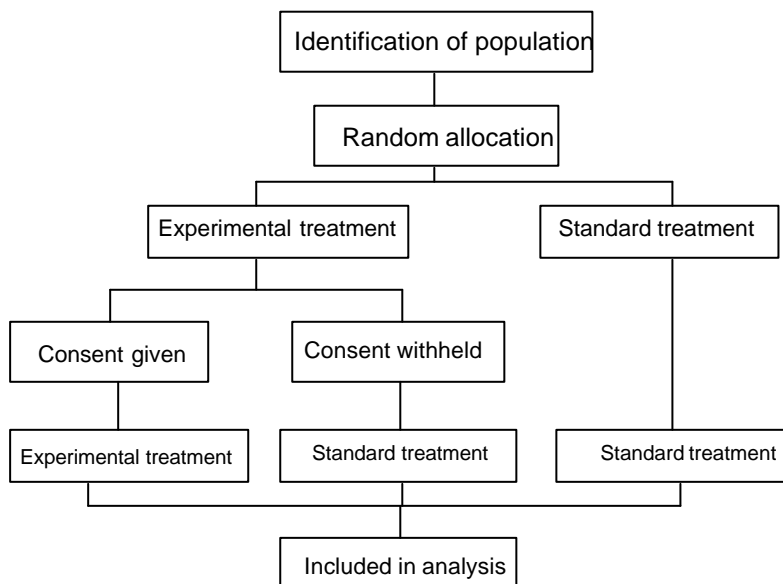 Identification of population
Random allocation
Experimental treatment
Standard treatment
Consent given
Consent withheld
Experimental treatment
Standard treatment
Standard treatment
Included in analysis